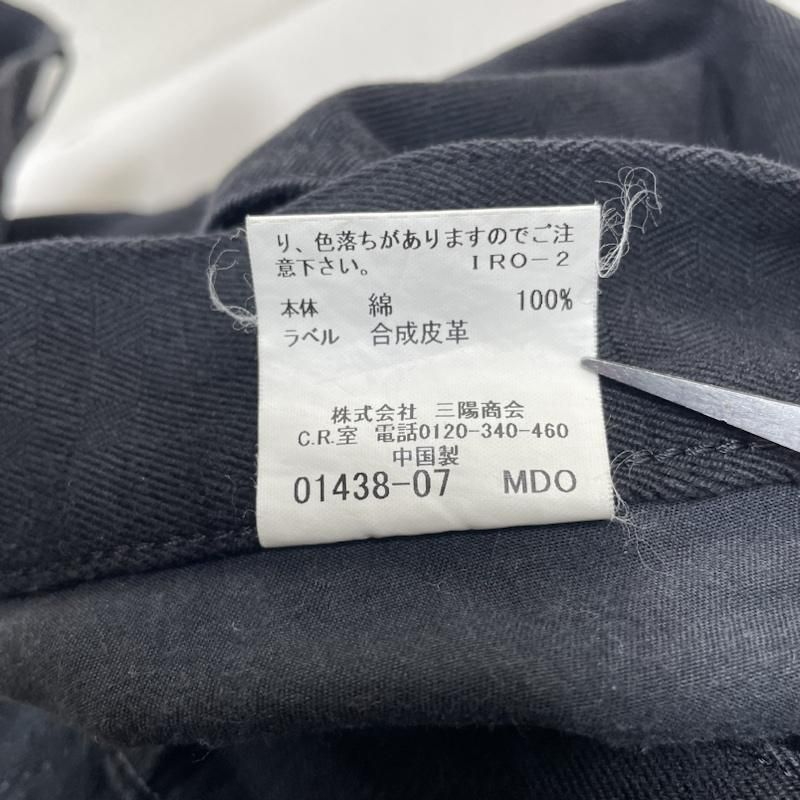 り、色落ちがありますのでご注
意下さい。 IRO-2
本体 綿 100%
ラベル 合成皮革
株式会社 三陽商会
C.R.室 電話0120-340-460
中国製
01438-07 MDO